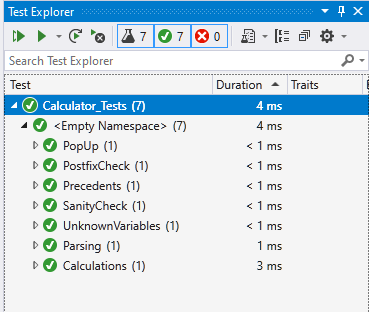 Test Explorer
7 7 0
Search Test Explorer
Test Duration Traits
Calculator_Tests (7) 4 ms
<Empty Namespace> (7) 4 ms
PopUp (1) < 1 ms
PostfixCheck (1) < 1 ms
Precedents (1) < 1 ms
SanityCheck (1) < 1 ms
UnknownVariables (1) < 1 ms
Parsing (1) 1 ms
Calculations (1) 3 ms